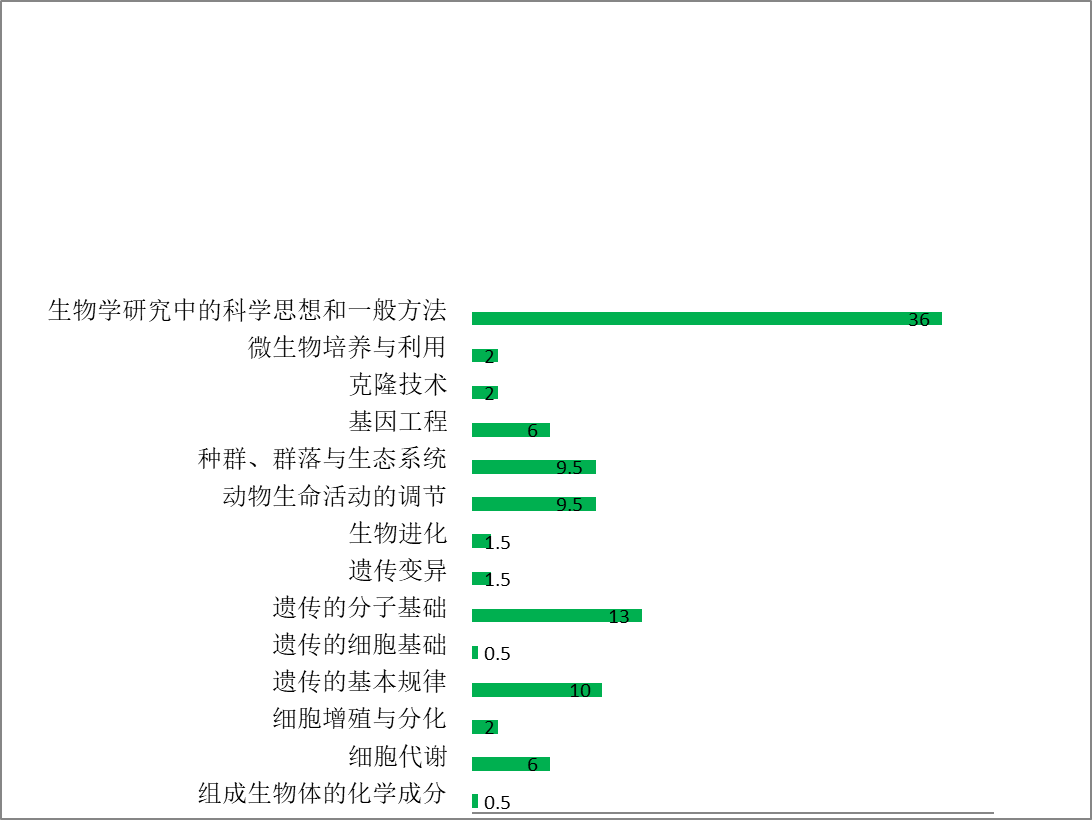 生物学研究中的科学思想和一般方法 36
微生物培养与利用 2
克隆技术 2
基因工程 6
种群、群落与生态系统 9.5
动物生命活动的调节 9.5
生物进化 1.5
遗传变异 1.5
遗传的分子基础 13
遗传的细胞基础 0.5
遗传的基本规律 10
细胞增殖与分化 2
细胞代谢 6
组成生物体的化学成分 0.5